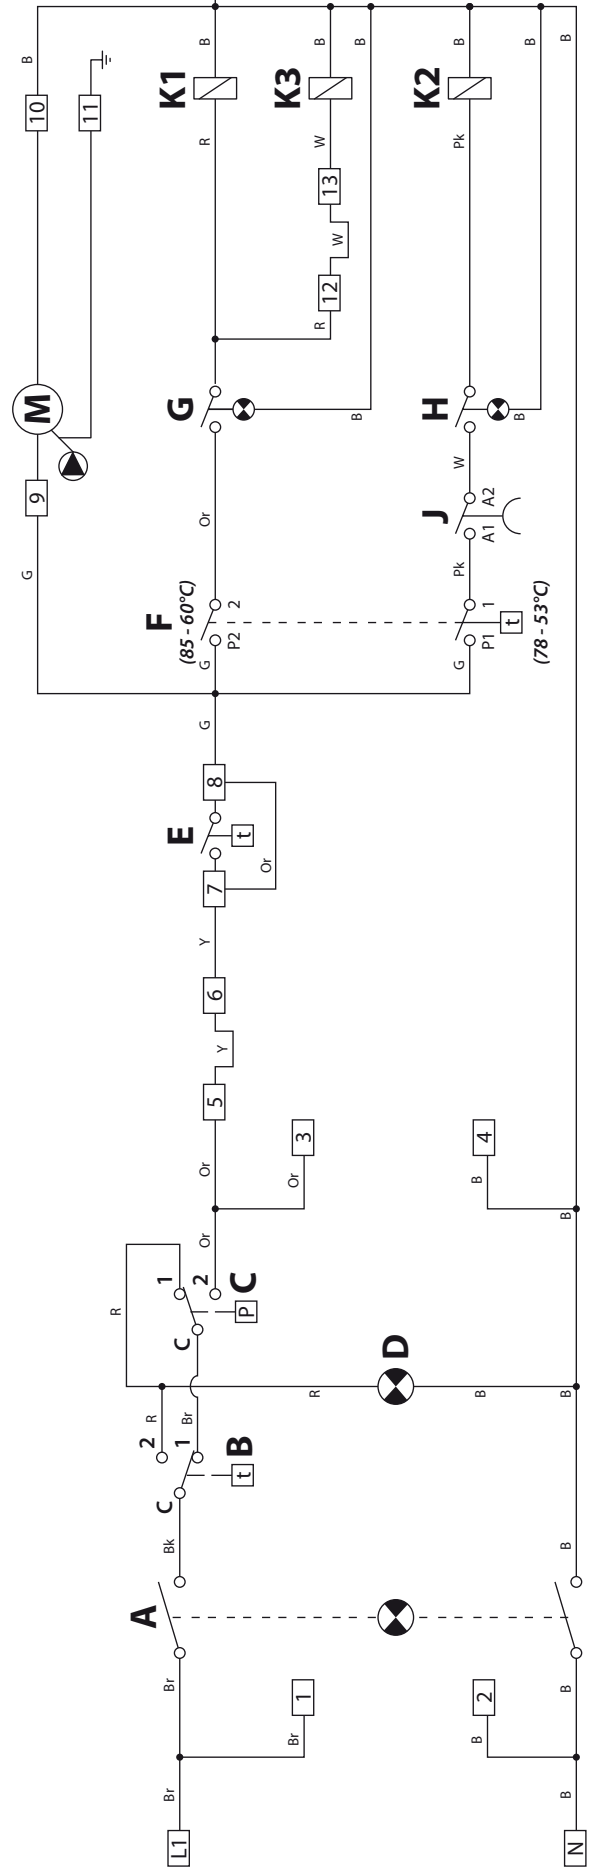 G B
9 M 10
11
B
R
A 2 R F K1
Br Br Bk C 1 1
L1 C Br E (85 - 60°C) G
2 Or Or Y G G Or R B
5 Y 6 7 8 P2 2
B C
t P t
Or
K3
Br Or
1 3
R R W B
12 W 13
B B
D
J H K2
G Pk W Pk B
B B B
2 4 P1 1 A1 A2
t B B
(78 - 53°C)
B B B B B B
N